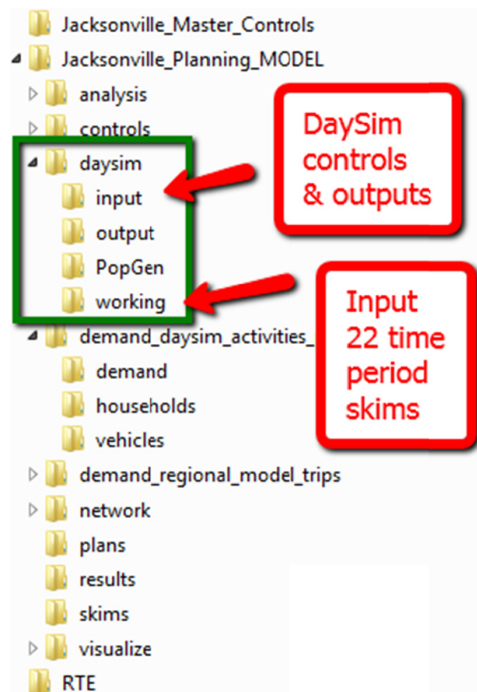 Jacksonville_Master_Controls
Jacksonville_Planning_MODEL
analysis
controls
daysim
input
output
PopGen
working
demand_daysim_activities_
demand
households
vehicles
demand_regional_model_trips
network
plans
results
skims
visualize
RTE
DaySim
controls
& outputs
Input
22 time
period
skims